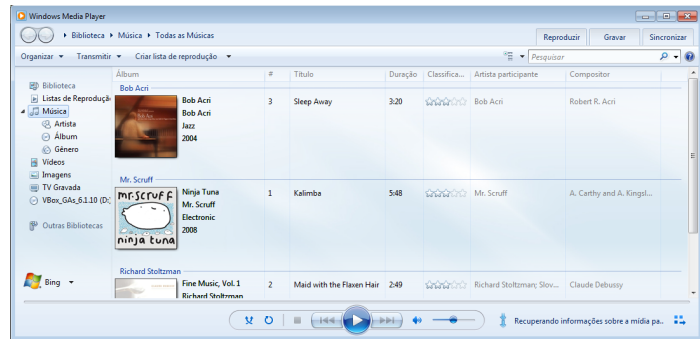 Windows Media Player
Biblioteca Música Todas as Músicas
Reproduzir Gravar Sincronizar
Organizar Transmitir Criar lista de reprodução Pesquisar
Álbum # Título Duração Classifica... Artista participante Compositor
Biblioteca
Listas de Reproduçã
Música
Artista
Álbum
Gênero
Vídeos
Imagens
TV Gravada
VBox_GAs_6.1.10 (D:)
Outras Bibliotecas
Bing
Bob Acri
Bob Acri 3 Sleep Away 3:20 Bob Acri Robert R. Acri
Bob Acri
Jazz
2004
Mr. Scruff
mr.scruff
ninja tuna
Ninja Tuna 1 Kalimba 5:48 Mr. Scruff A. Carthy and A. Kingsl...
Mr. Scruff
Electronic
2008
Richard Stoltzman
Fine Music, Vol. 1 2 Maid with the Flaxen Hair 2:49 Richard Stoltzman; Slov... Claude Debussy
Richard Stoltzman
Recuperando informações sobre a mídia pa..